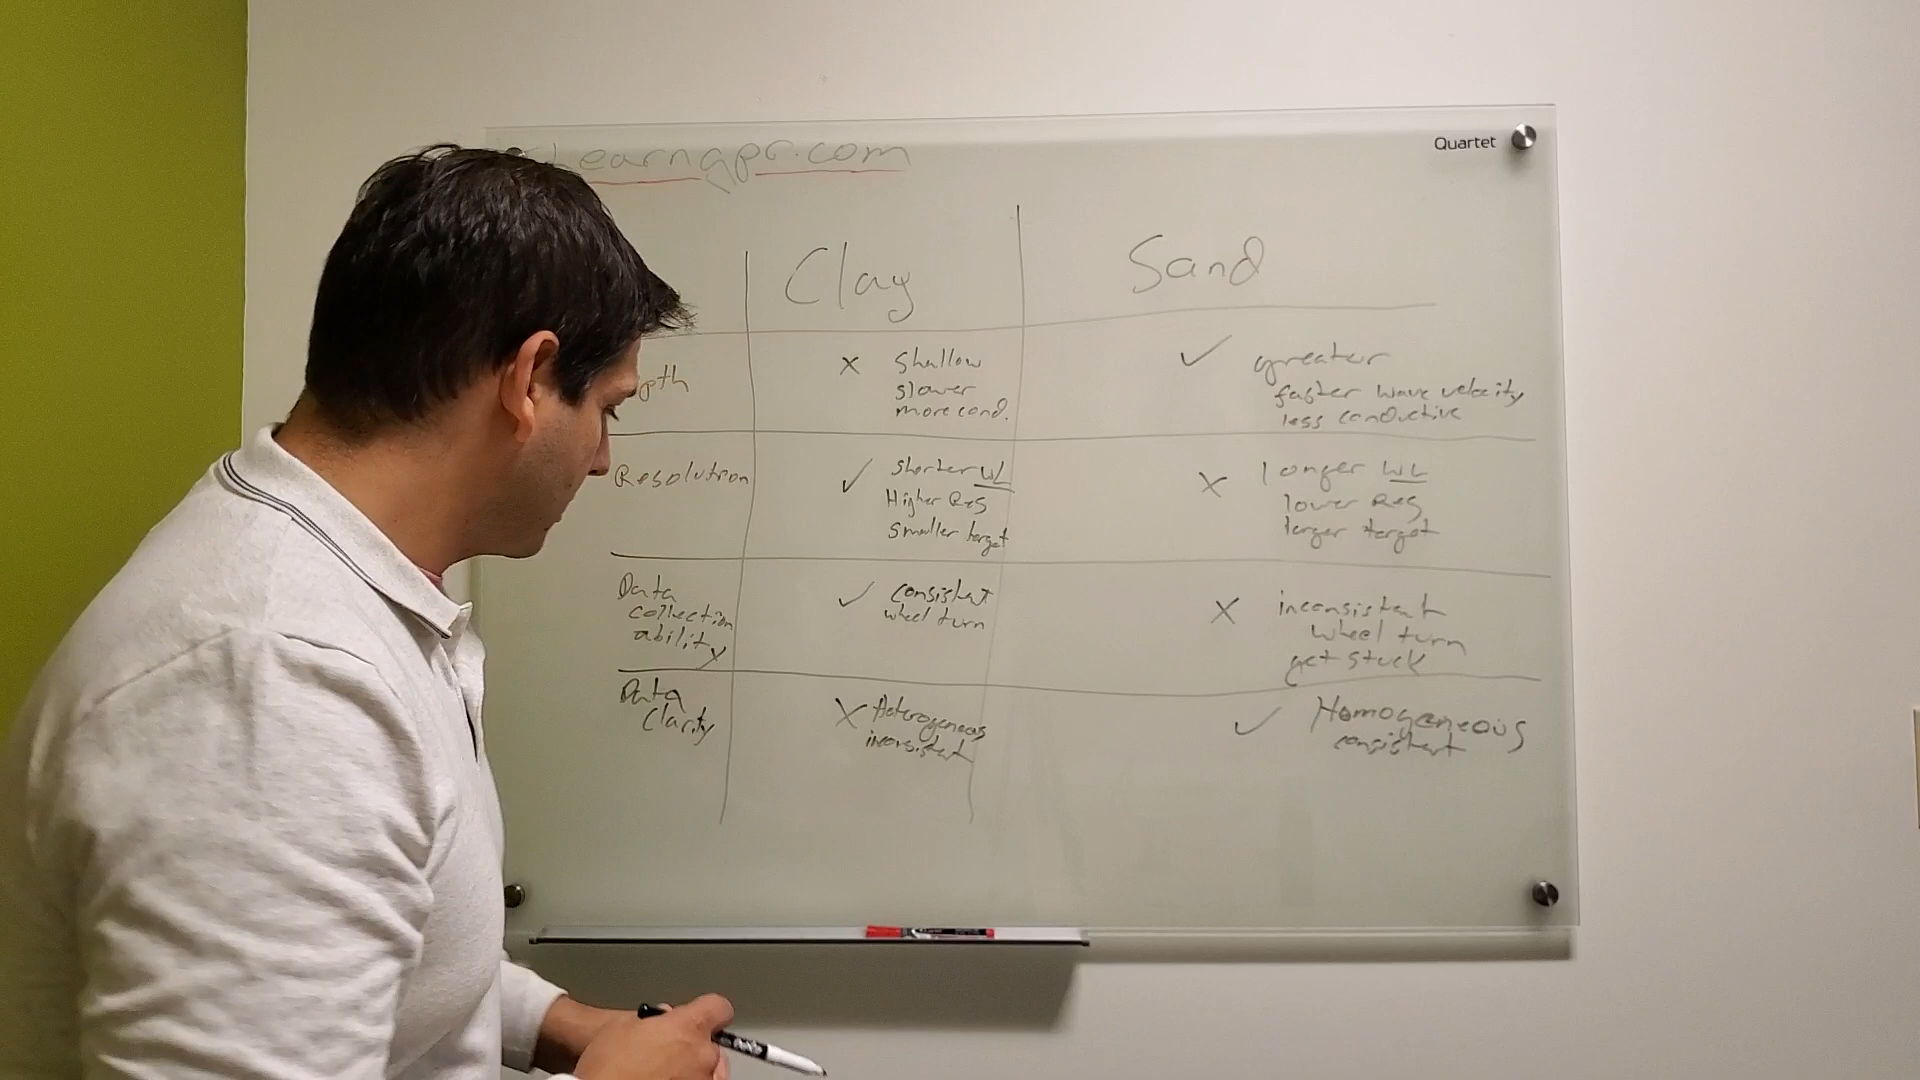 Learngpr.com
Quartet
Clay
Sand
pth
X shallow
slower
more cond.
✓ greater
faster wave velocity
less conductive
Resolution
✓ shorter WL
Higher Res
smaller target
X longer WL
lower Res
larger target
Data
collection
ability
✓ consistent
wheel turn
X inconsistent
wheel turn
get stuck
Data
Clarity
X Heterogeneous
inconsistent
✓ Homogeneous
consistent